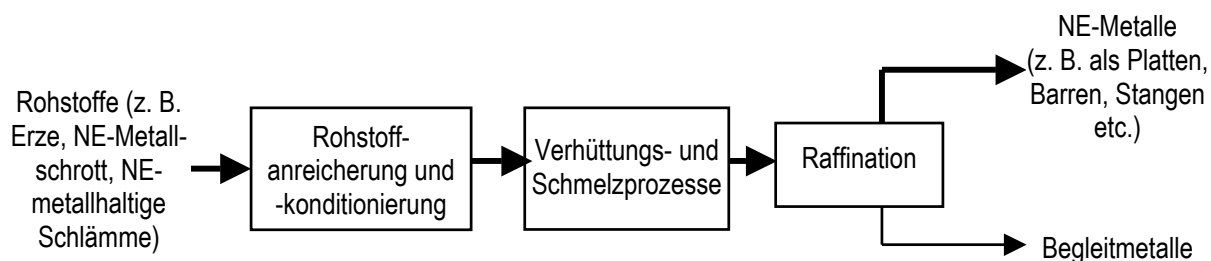 Rohstoffe (z. B.
Erze, NE-Metall-
schrott, NE-
metallhaltige
Schlämme)
Rohstoff-
anreicherung und
-konditionierung
Verhüttungs- und
Schmelzprozesse
Raffination
NE-Metalle
(z. B. als Platten,
Barren, Stangen
etc.)
Begleitmetalle